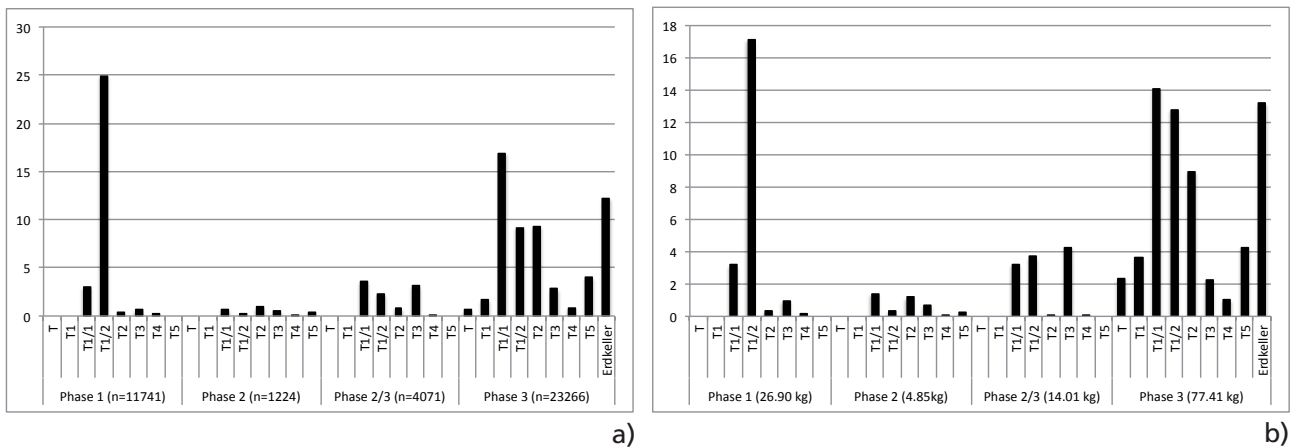 30
25
20
15
10
5
0
T T1 T1/1 T1/2 T2 T3 T4 T5 T T1 T1/1 T1/2 T2 T3 T4 T5 T T1 T1/1 T1/2 T2 T3 T4 T5 T T1 T1/1 T1/2 T2 T3 T4 T5 Erdkeller
Phase 1 (n=11741) Phase 2 (n=1224) Phase 2/3 (n=4071) Phase 3 (n=23266)
a)
18
16
14
12
10
8
6
4
2
0
T T1 T1/1 T1/2 T2 T3 T4 T5 T T1 T1/1 T1/2 T2 T3 T4 T5 T T1 T1/1 T1/2 T2 T3 T4 T5 T T1 T1/1 T1/2 T2 T3 T4 T5 Erdkeller
Phase 1 (26.90 kg) Phase 2 (4.85kg) Phase 2/3 (14.01 kg) Phase 3 (77.41 kg)
b)